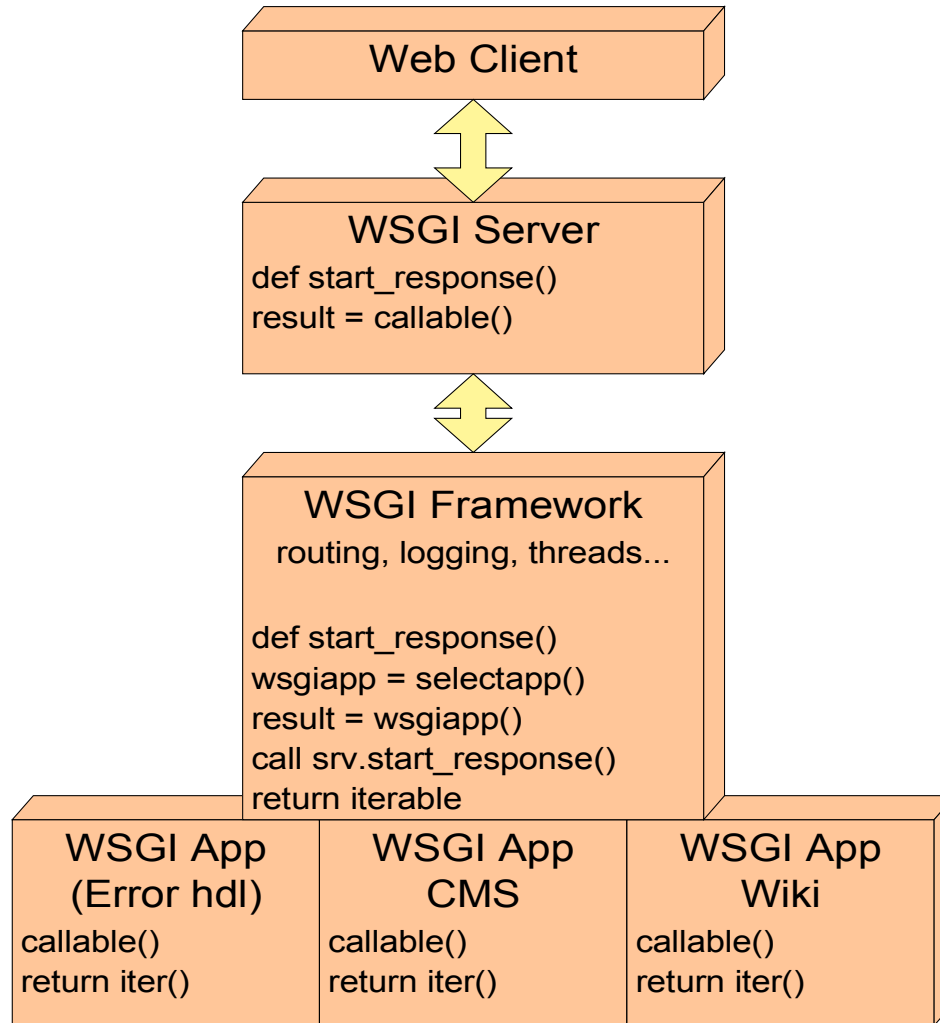 Web Client
WSGI Server
def start_response()
result = callable()
WSGI Framework
routing, logging, threads...
def start_response()
wsgiapp = selectapp()
result = wsgiapp()
call srv.start_response()
return iterable
WSGI App
(Error hdl)
callable()
return iter()
WSGI App
CMS
callable()
return iter()
WSGI App
Wiki
callable()
return iter()